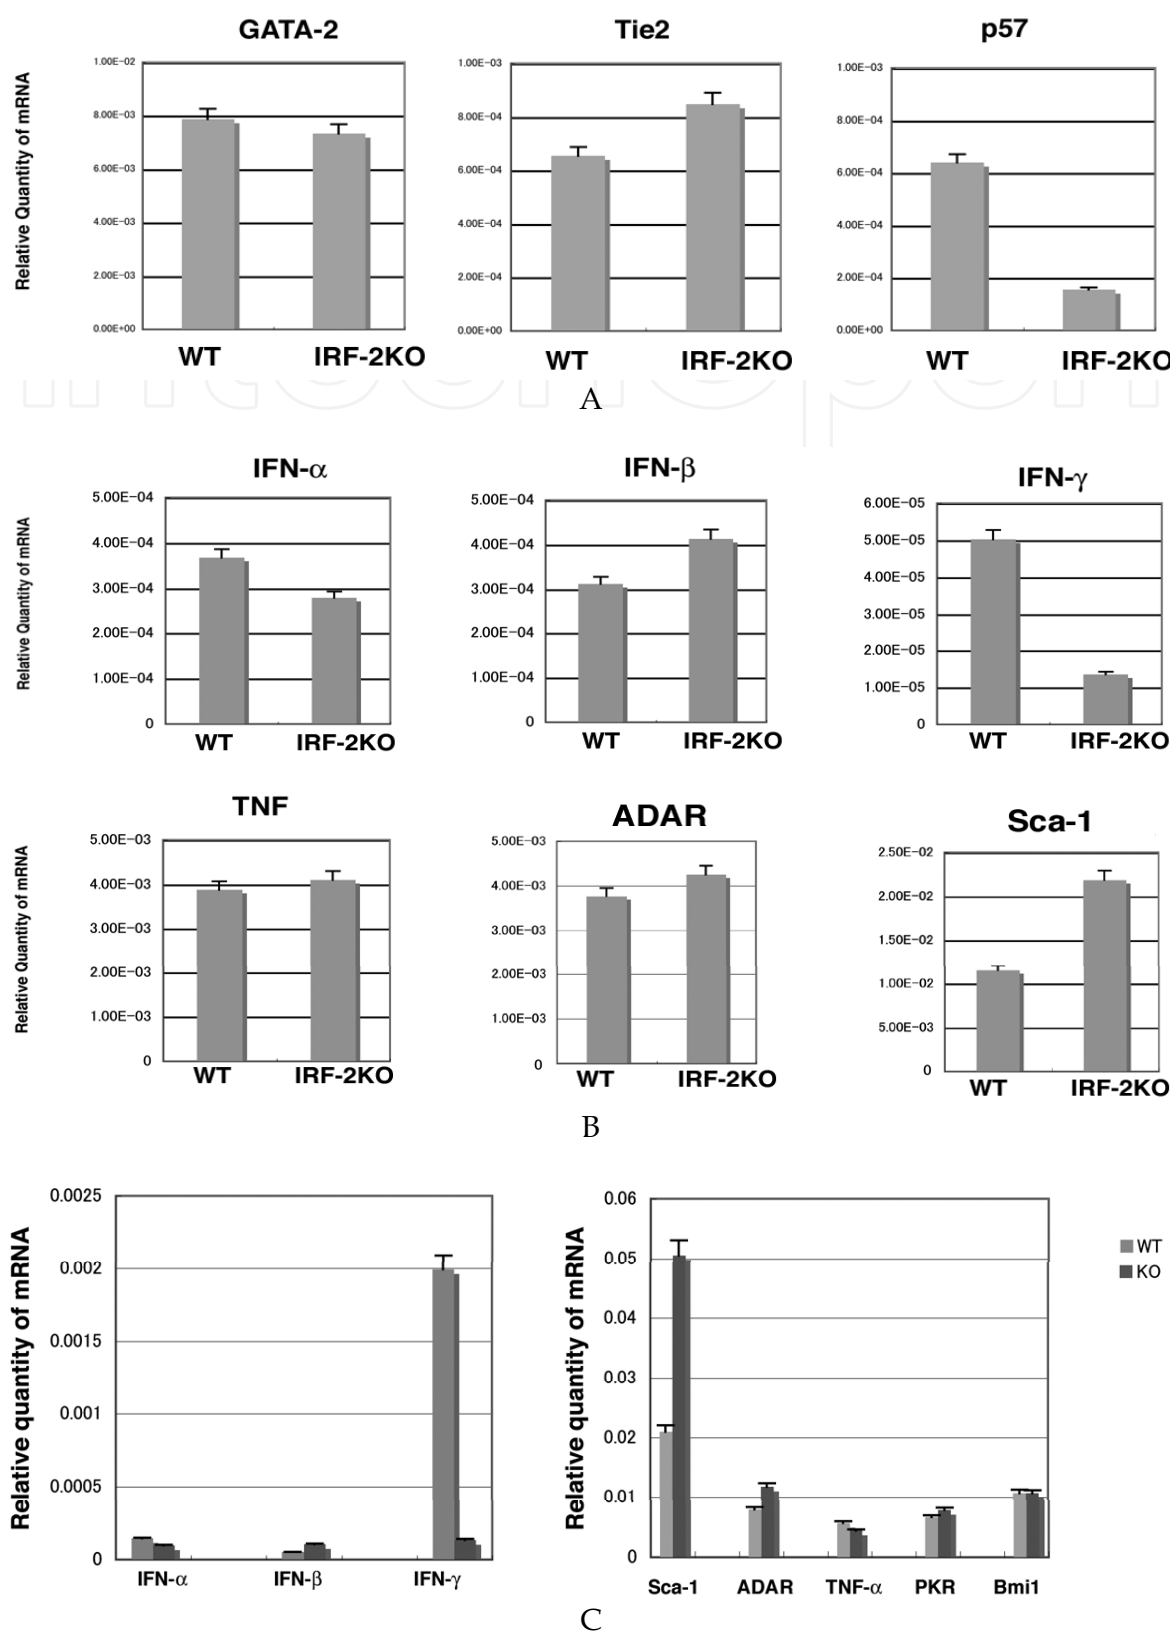 GATA-2 Tie2 p57
Relative Quantity of mRNA
1.00E-02
8.00E-03
6.00E-03
4.00E-03
2.00E-03
0.00E+00
WT IRF-2KO
1.00E-03
8.00E-04
6.00E-04
4.00E-04
2.00E-04
0.00E+00
WT IRF-2KO
1.00E-03
8.00E-04
6.00E-04
4.00E-04
2.00E-04
0.00E+00
WT IRF-2KO
A
IFN-α IFN-β IFN-γ
Relative Quantity of mRNA
5.00E-04
4.00E-04
3.00E-04
2.00E-04
1.00E-04
0
WT IRF-2KO
5.00E-04
4.00E-04
3.00E-04
2.00E-04
1.00E-04
0
WT IRF-2KO
6.00E-05
5.00E-05
4.00E-05
3.00E-05
2.00E-05
1.00E-05
0
WT IRF-2KO
TNF ADAR Sca-1
Relative Quantity of mRNA
5.00E-03
4.00E-03
3.00E-03
2.00E-03
1.00E-03
0
WT IRF-2KO
5.00E-03
4.00E-03
3.00E-03
2.00E-03
1.00E-03
0
WT IRF-2KO
2.50E-02
2.00E-02
1.50E-02
1.00E-02
5.00E-03
0
WT IRF-2KO
B
Relative quantity of mRNA
0.0025
0.002
0.0015
0.001
0.0005
0
IFN-α IFN-β IFN-γ
Relative quantity of mRNA
0.06
0.05
0.04
0.03
0.02
0.01
0
Sca-1 ADAR TNF-α PKR Bmi1
WT
KO
C